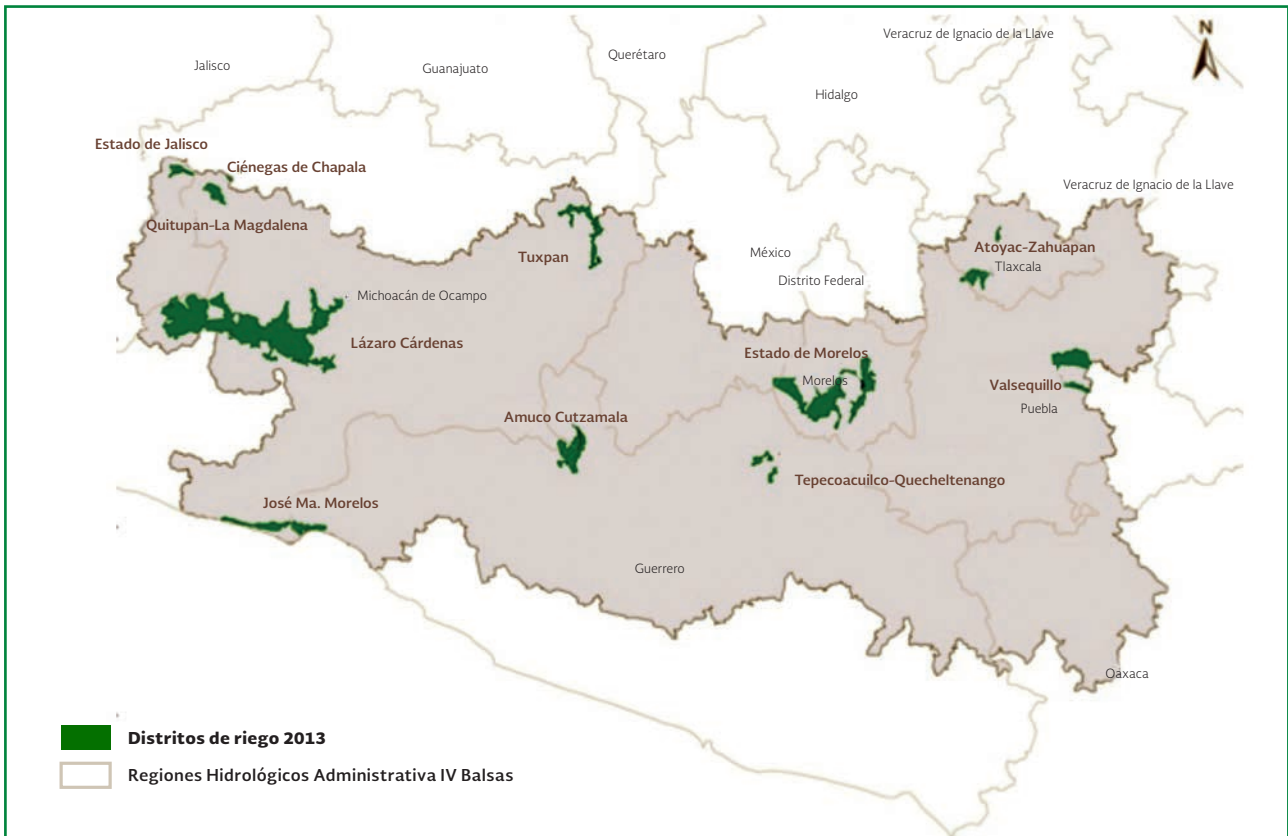 Veracruz de Ignacio de la Llave
N
Querétaro
Jalisco
Guanajuato
Hidalgo
Estado de Jalisco
Ciénegas de Chapala
Veracruz de Ignacio de la Llave
Quitupan-La Magdalena
Atoyac-Zahuapan
México
Tuxpan
Tlaxcala
Distrito Federal
Michoacán de Ocampo
Lázaro Cárdenas
Estado de Morelos
Morelos
Valsequillo
Puebla
Amuco Cutzamala
Tepecoacuilco-Quecheltenango
José Ma. Morelos
Guerrero
Oaxaca
Distritos de riego 2013
Regiones Hidrológicos Administrativa IV Balsas